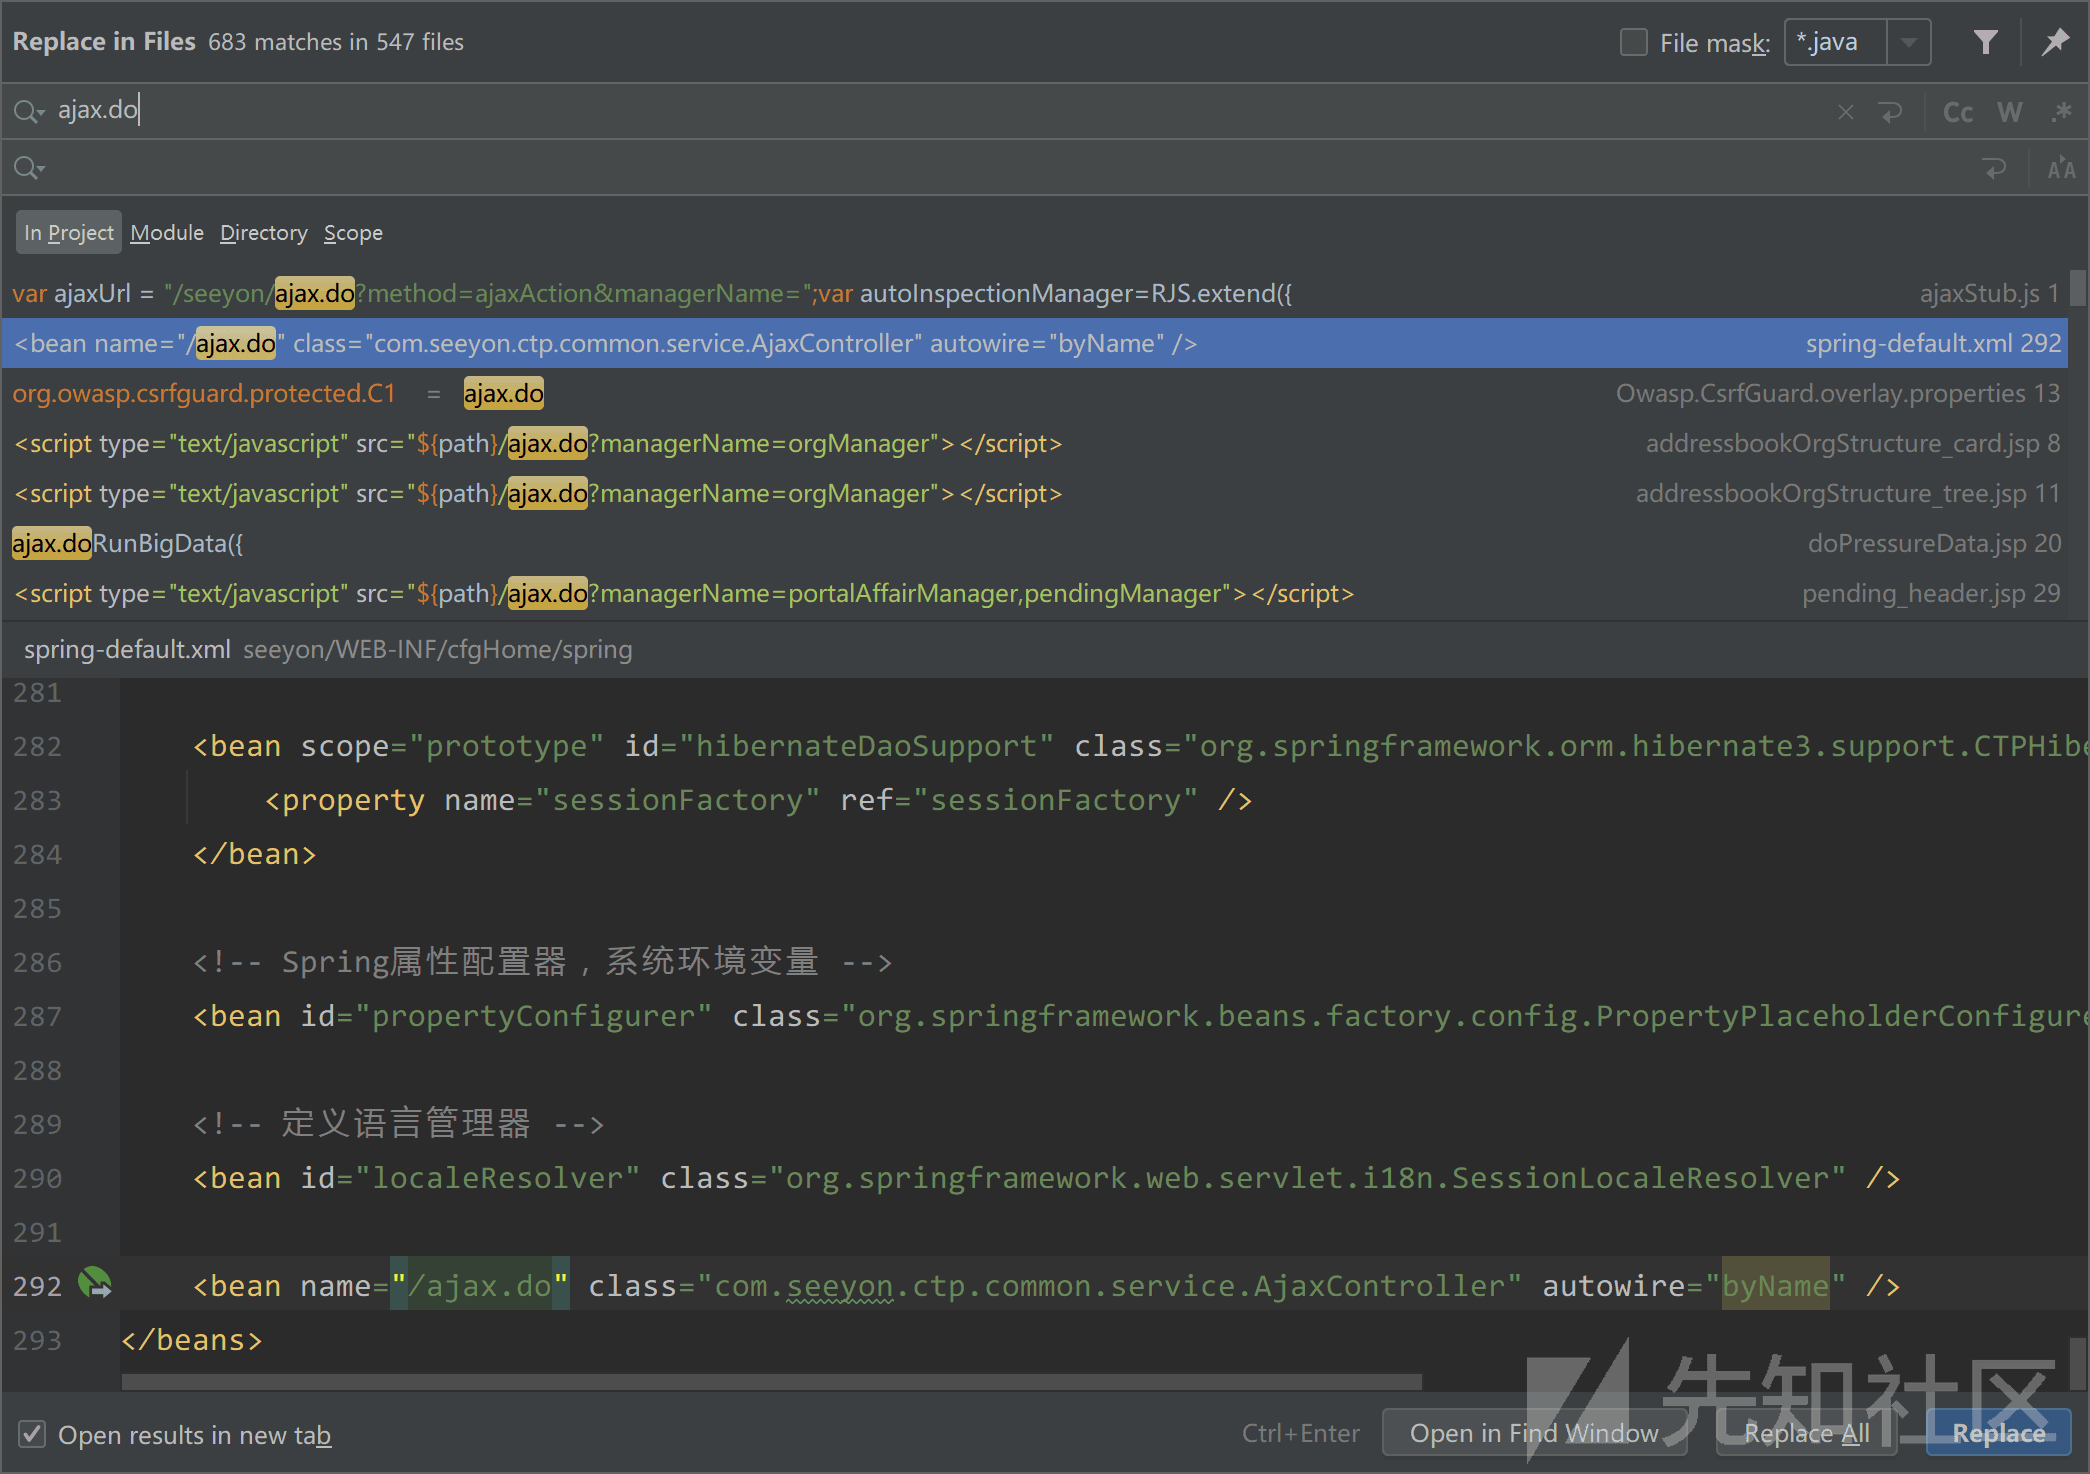 Replace in Files 683 matches in 547 files File mask: *.java
ajax.do Cc W .*
In Project Module Directory Scope
var ajaxUrl = "/seeyon/ajax.do?method=ajaxAction&managerName=";var autoInspectionManager=RJS.extend({ ajaxStub.js 1
<bean name="/ajax.do" class="com.seeyon.ctp.common.service.AjaxController" autowire="byName" /> spring-default.xml 292
org.owasp.csrfguard.protected.C1 = ajax.do Owasp.CsrfGuard.overlay.properties 13
<script type="text/javascript" src="${path}/ajax.do?managerName=orgManager"></script> addressbookOrgStructure_card.jsp 8
<script type="text/javascript" src="${path}/ajax.do?managerName=orgManager"></script> addressbookOrgStructure_tree.jsp 11
ajax.doRunBigData({ doPressureData.jsp 20
<script type="text/javascript" src="${path}/ajax.do?managerName=portalAffairManager,pendingManager"></script> pending_header.jsp 29
spring-default.xml seeyon/WEB-INF/cfgHome/spring
281
282 <bean scope="prototype" id="hibernateDaoSupport" class="org.springframework.orm.hibernate3.support.CTPHibe
283 <property name="sessionFactory" ref="sessionFactory" />
284 </bean>
285
286 <!-- Spring属性配置器，系统环境变量 -->
287 <bean id="propertyConfigurer" class="org.springframework.beans.factory.config.PropertyPlaceholderConfigure
288
289 <!-- 定义语言管理器 -->
290 <bean id="localeResolver" class="org.springframework.web.servlet.i18n.SessionLocaleResolver" />
291
292 <bean name="/ajax.do" class="com.seeyon.ctp.common.service.AjaxController" autowire="byName" />
293 </beans>
先知社区
Open results in new tab Ctrl+Enter Open in Find Window Replace All Replace